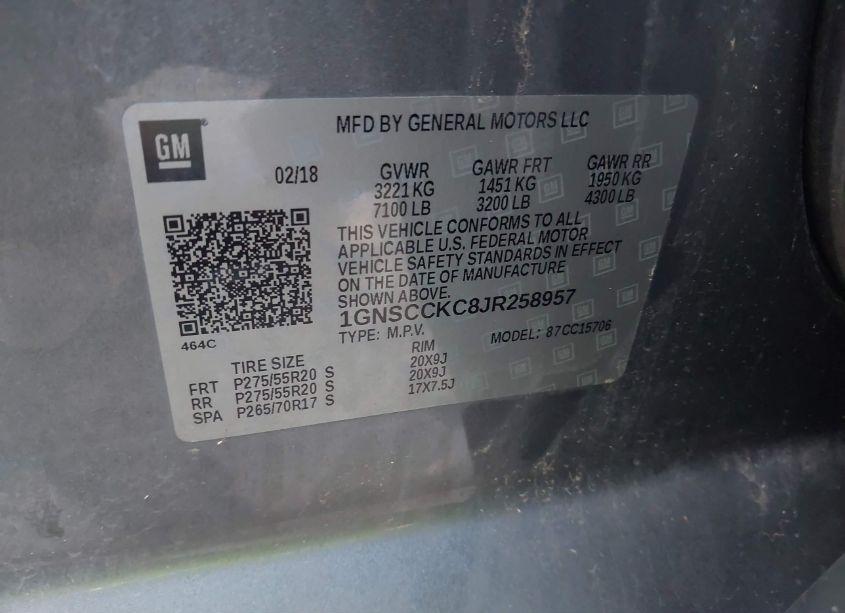 GM
MFD BY GENERAL MOTORS LLC
02/18 GVWR GAWR FRT GAWR RR
3221 KG 1451 KG 1950 KG
7100 LB 3200 LB 4300 LB
THIS VEHICLE CONFORMS TO ALL
APPLICABLE U.S. FEDERAL MOTOR
VEHICLE SAFETY STANDARDS IN EFFECT
ON THE DATE OF MANUFACTURE
SHOWN ABOVE.
1GNSCCKC8JR258957
TYPE: M.P.V. MODEL: 87CC15706
464C
TIRE SIZE RIM
FRT P275/55R20 S 20X9J
RR P275/55R20 S 20X9J
SPA P265/70R17 S 17X7.5J